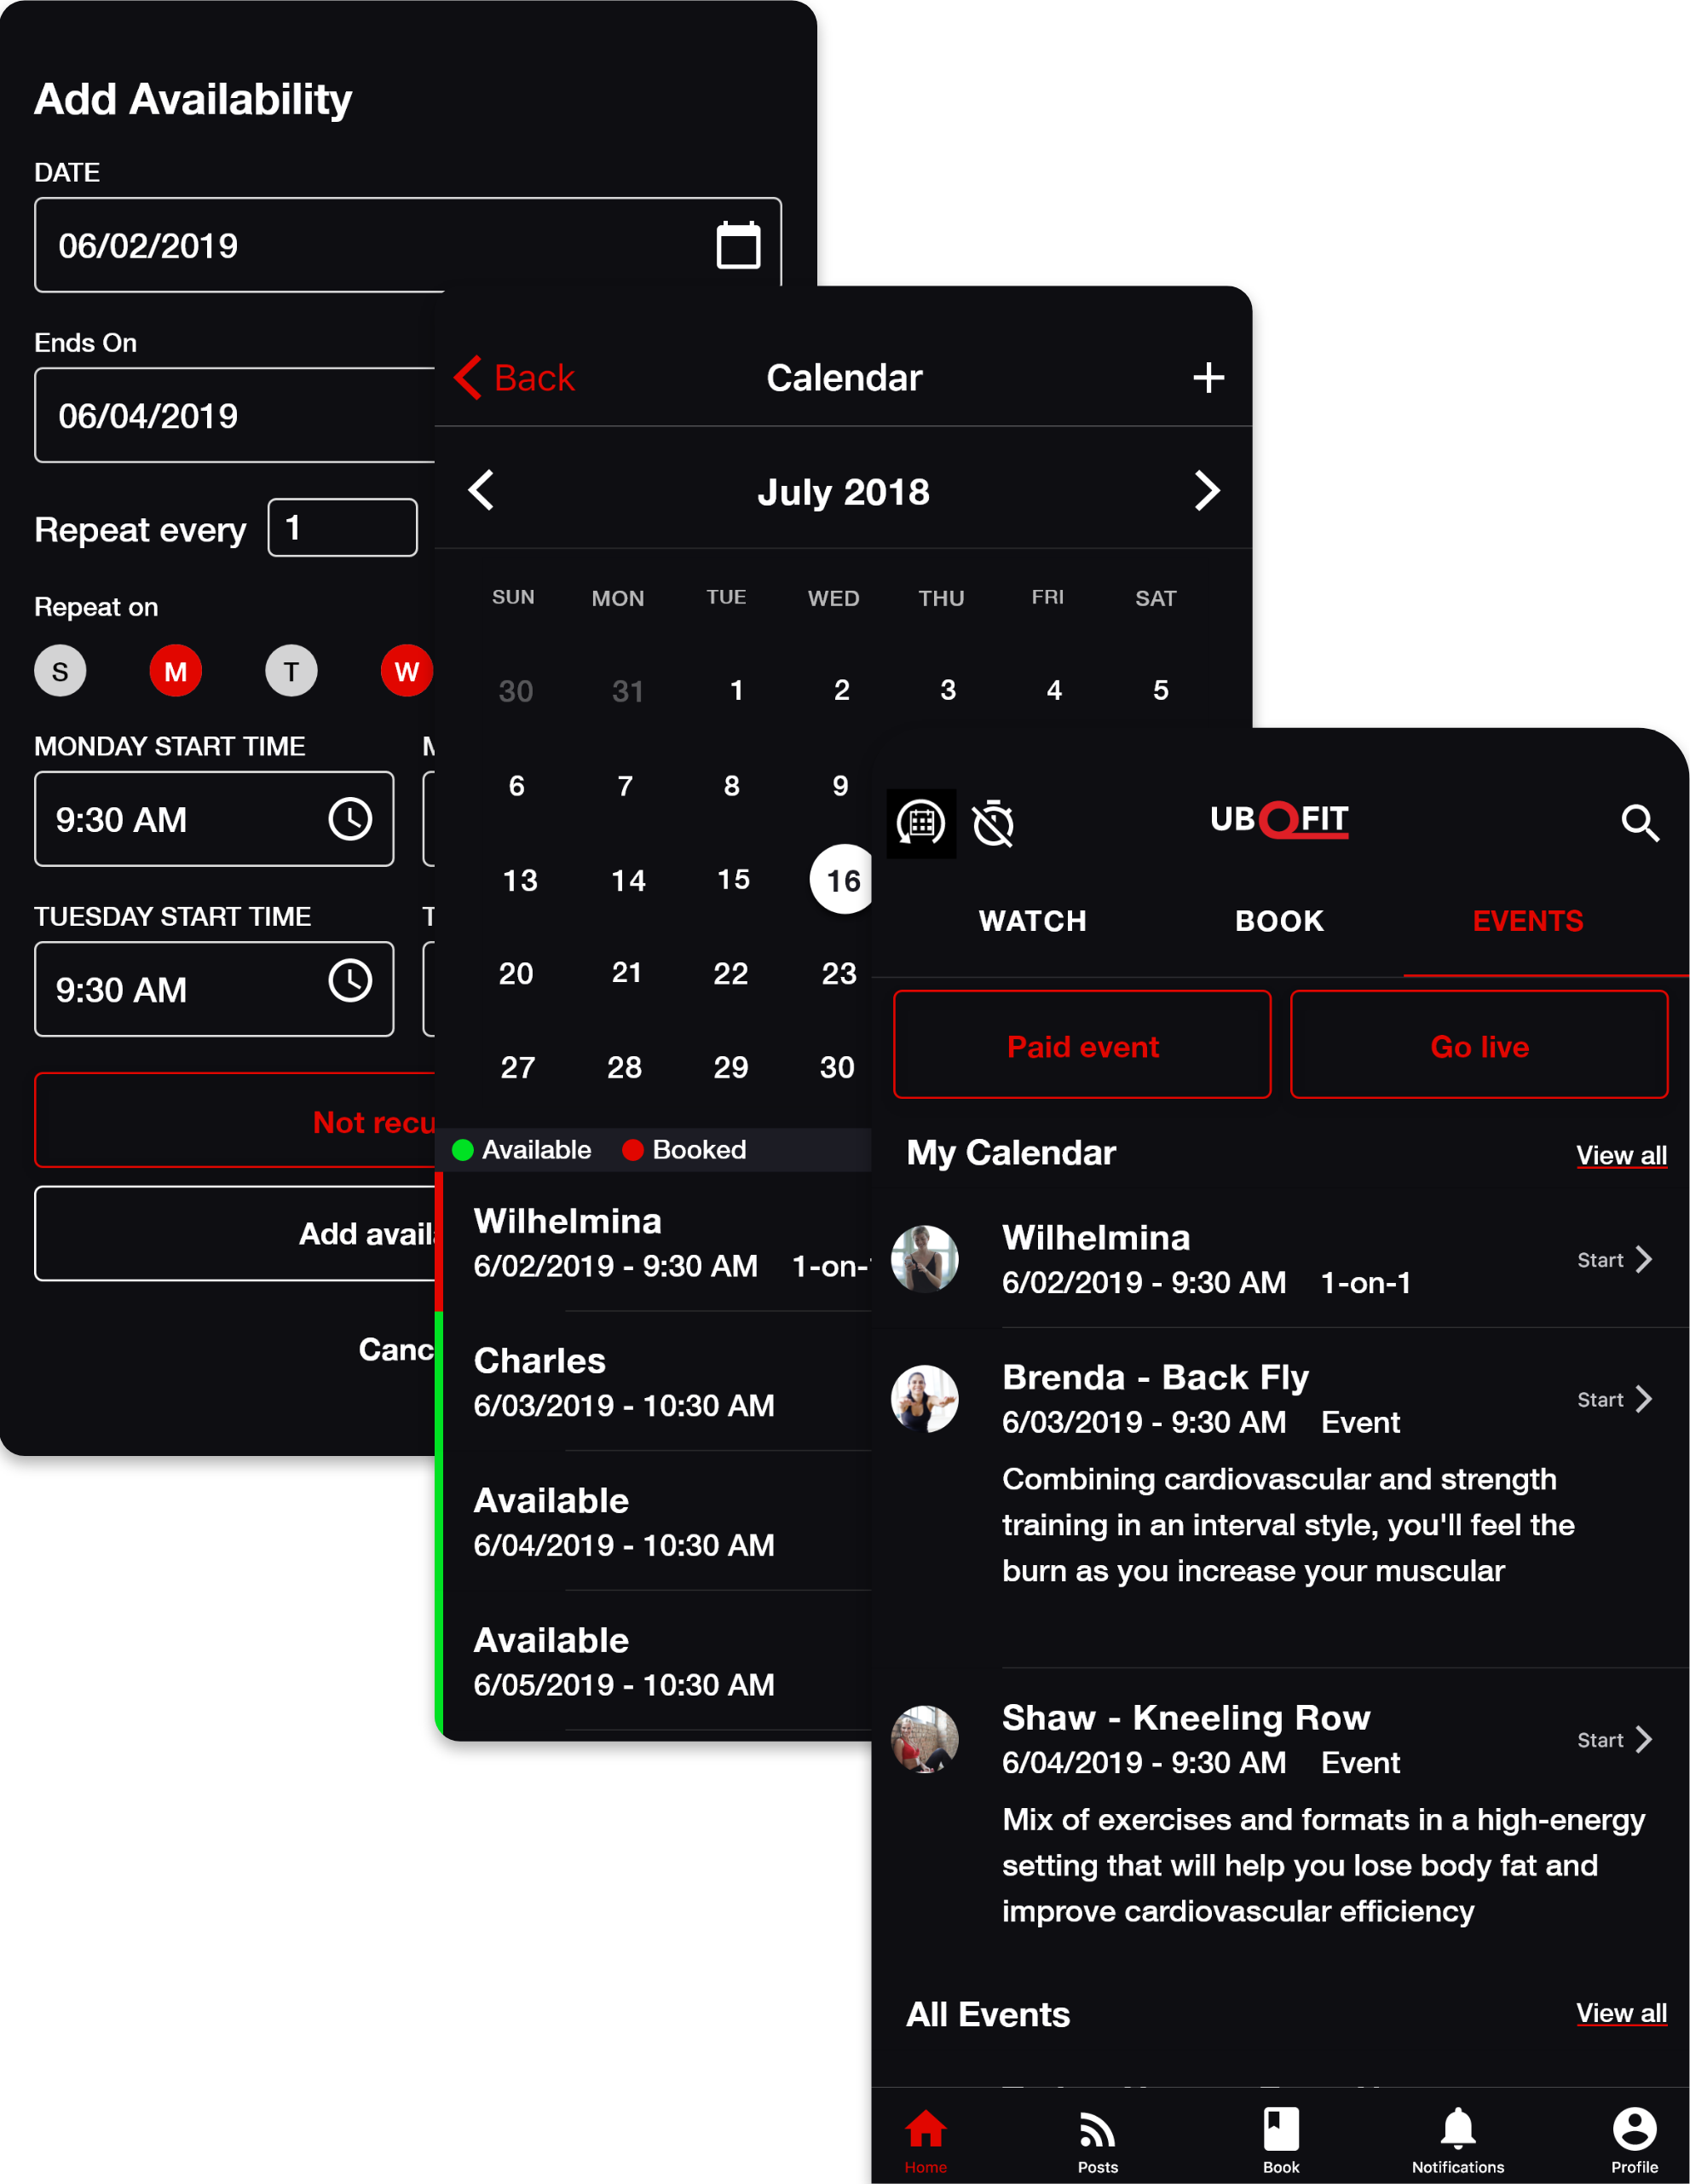 Add Availability
DATE
06/02/2019
Ends On
06/04/2019
Repeat every 1
Repeat on
S M T W
MONDAY START TIME
9:30 AM
TUESDAY START TIME
9:30 AM
Not recu
Add avail
Canc
Back Calendar +
July 2018
SUN MON TUE WED THU FRI SAT
30 31 1 2 3 4 5
6 7 8 9
13 14 15 16
20 21 22 23
27 28 29 30
Available Booked
Wilhelmina
6/02/2019 - 9:30 AM 1-on-
Charles
6/03/2019 - 10:30 AM
Available
6/04/2019 - 10:30 AM
Available
6/05/2019 - 10:30 AM
UB FIT
WATCH BOOK EVENTS
Paid event Go live
My Calendar View all
Wilhelmina
6/02/2019 - 9:30 AM 1-on-1
Start
Brenda - Back Fly
6/03/2019 - 9:30 AM Event
Start
Combining cardiovascular and strength
training in an interval style, you'll feel the
burn as you increase your muscular
Shaw - Kneeling Row
6/04/2019 - 9:30 AM Event
Start
Mix of exercises and formats in a high-energy
setting that will help you lose body fat and
improve cardiovascular efficiency
All Events View all
Home Posts Book Notifications Profile